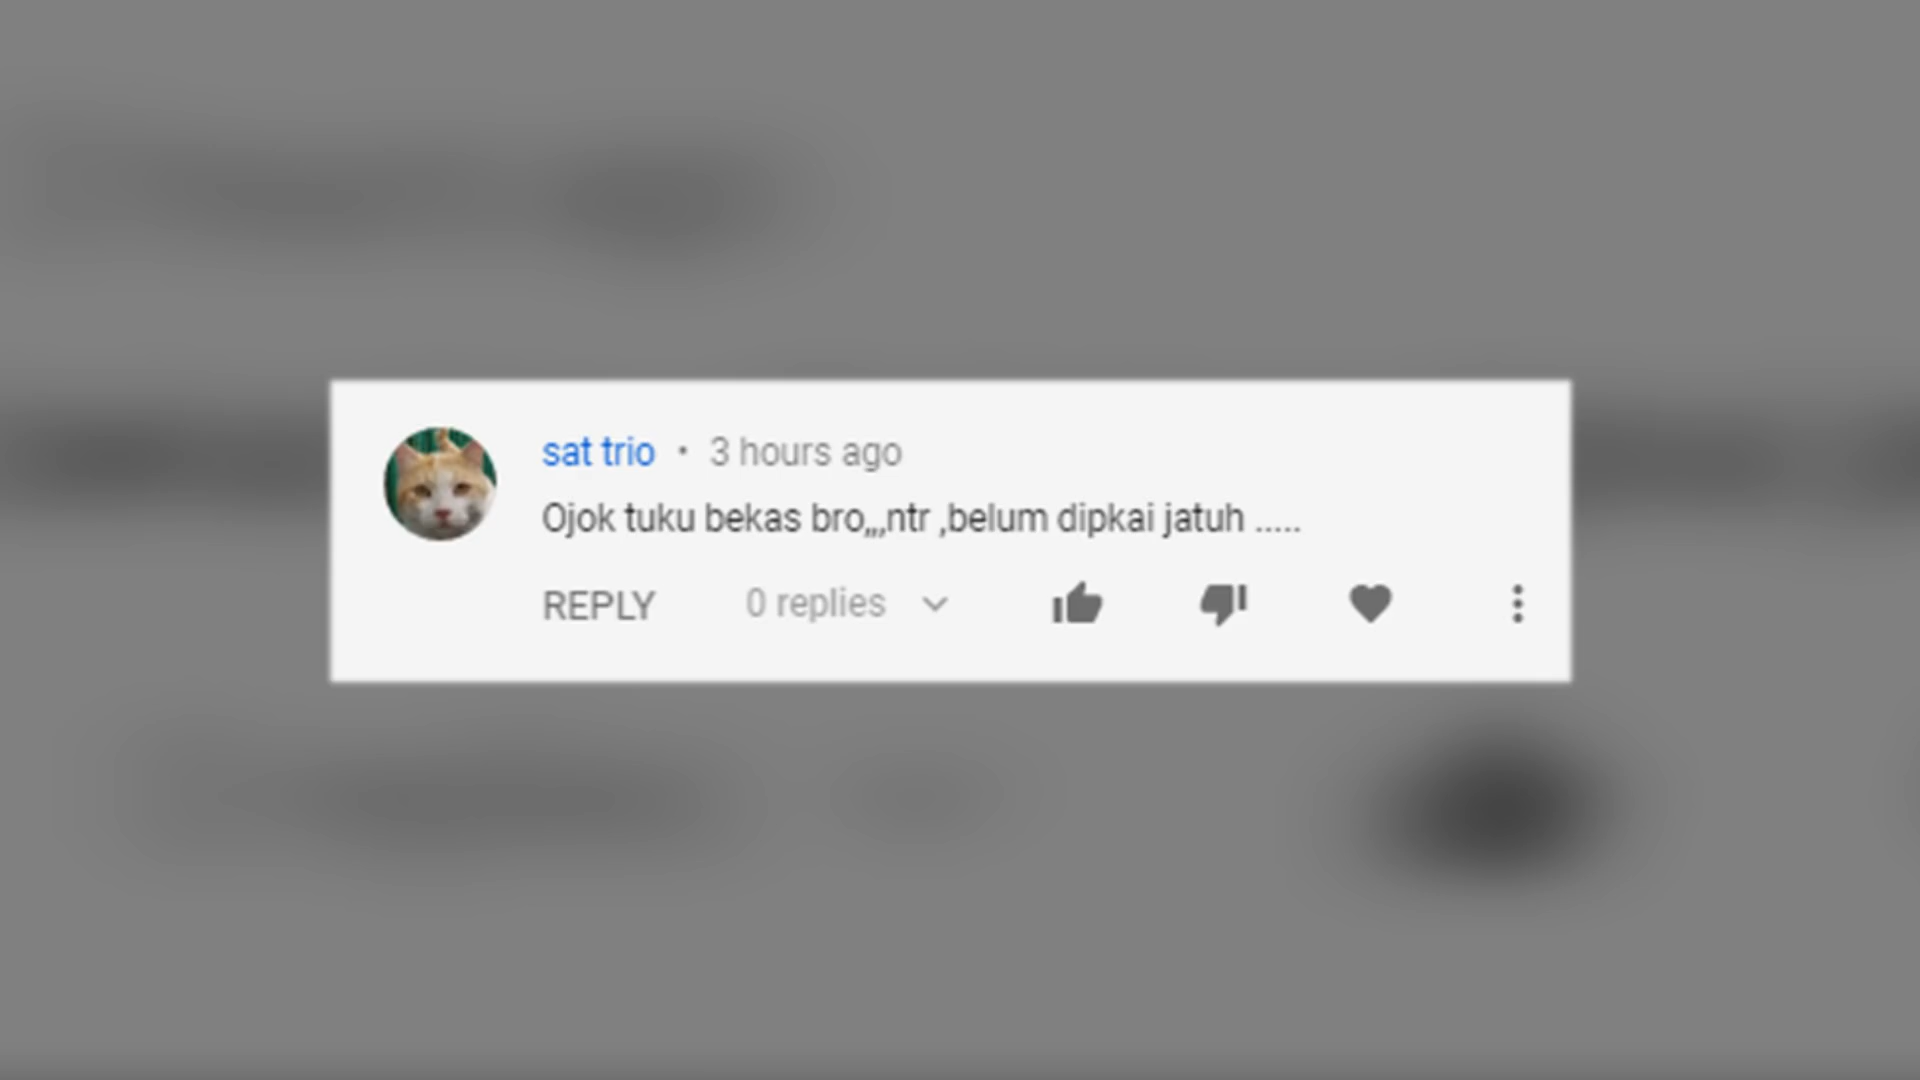 sat trio • 3 hours ago
Ojok tuku bekas bro,,,ntr ,belum dipkai jatuh .....
REPLY 0 replies